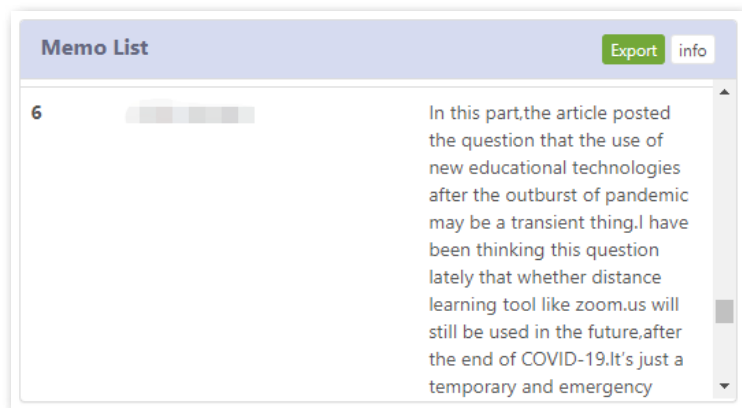 Memo List
Export
info
6
In this part,the article posted
the question that the use of
new educational technologies
after the outburst of pandemic
may be a transient thing.I have
been thinking this question
lately that whether distance
learning tool like zoom.us will
still be used in the future,after
the end of COVID-19.It's just a
temporary and emergency